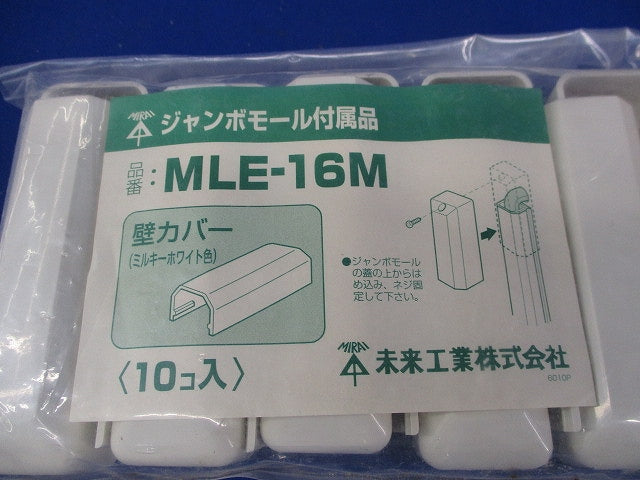 MIRAI
ジャンボモール付属品
品番:MLE-16M
壁カバー
(ミルキーホワイト色)
●ジャンボモール
の蓋の上からは
め込み、ネジ固
定して下さい。
〈10コ入〉
MIRAI
未来工業株式会社
6010P